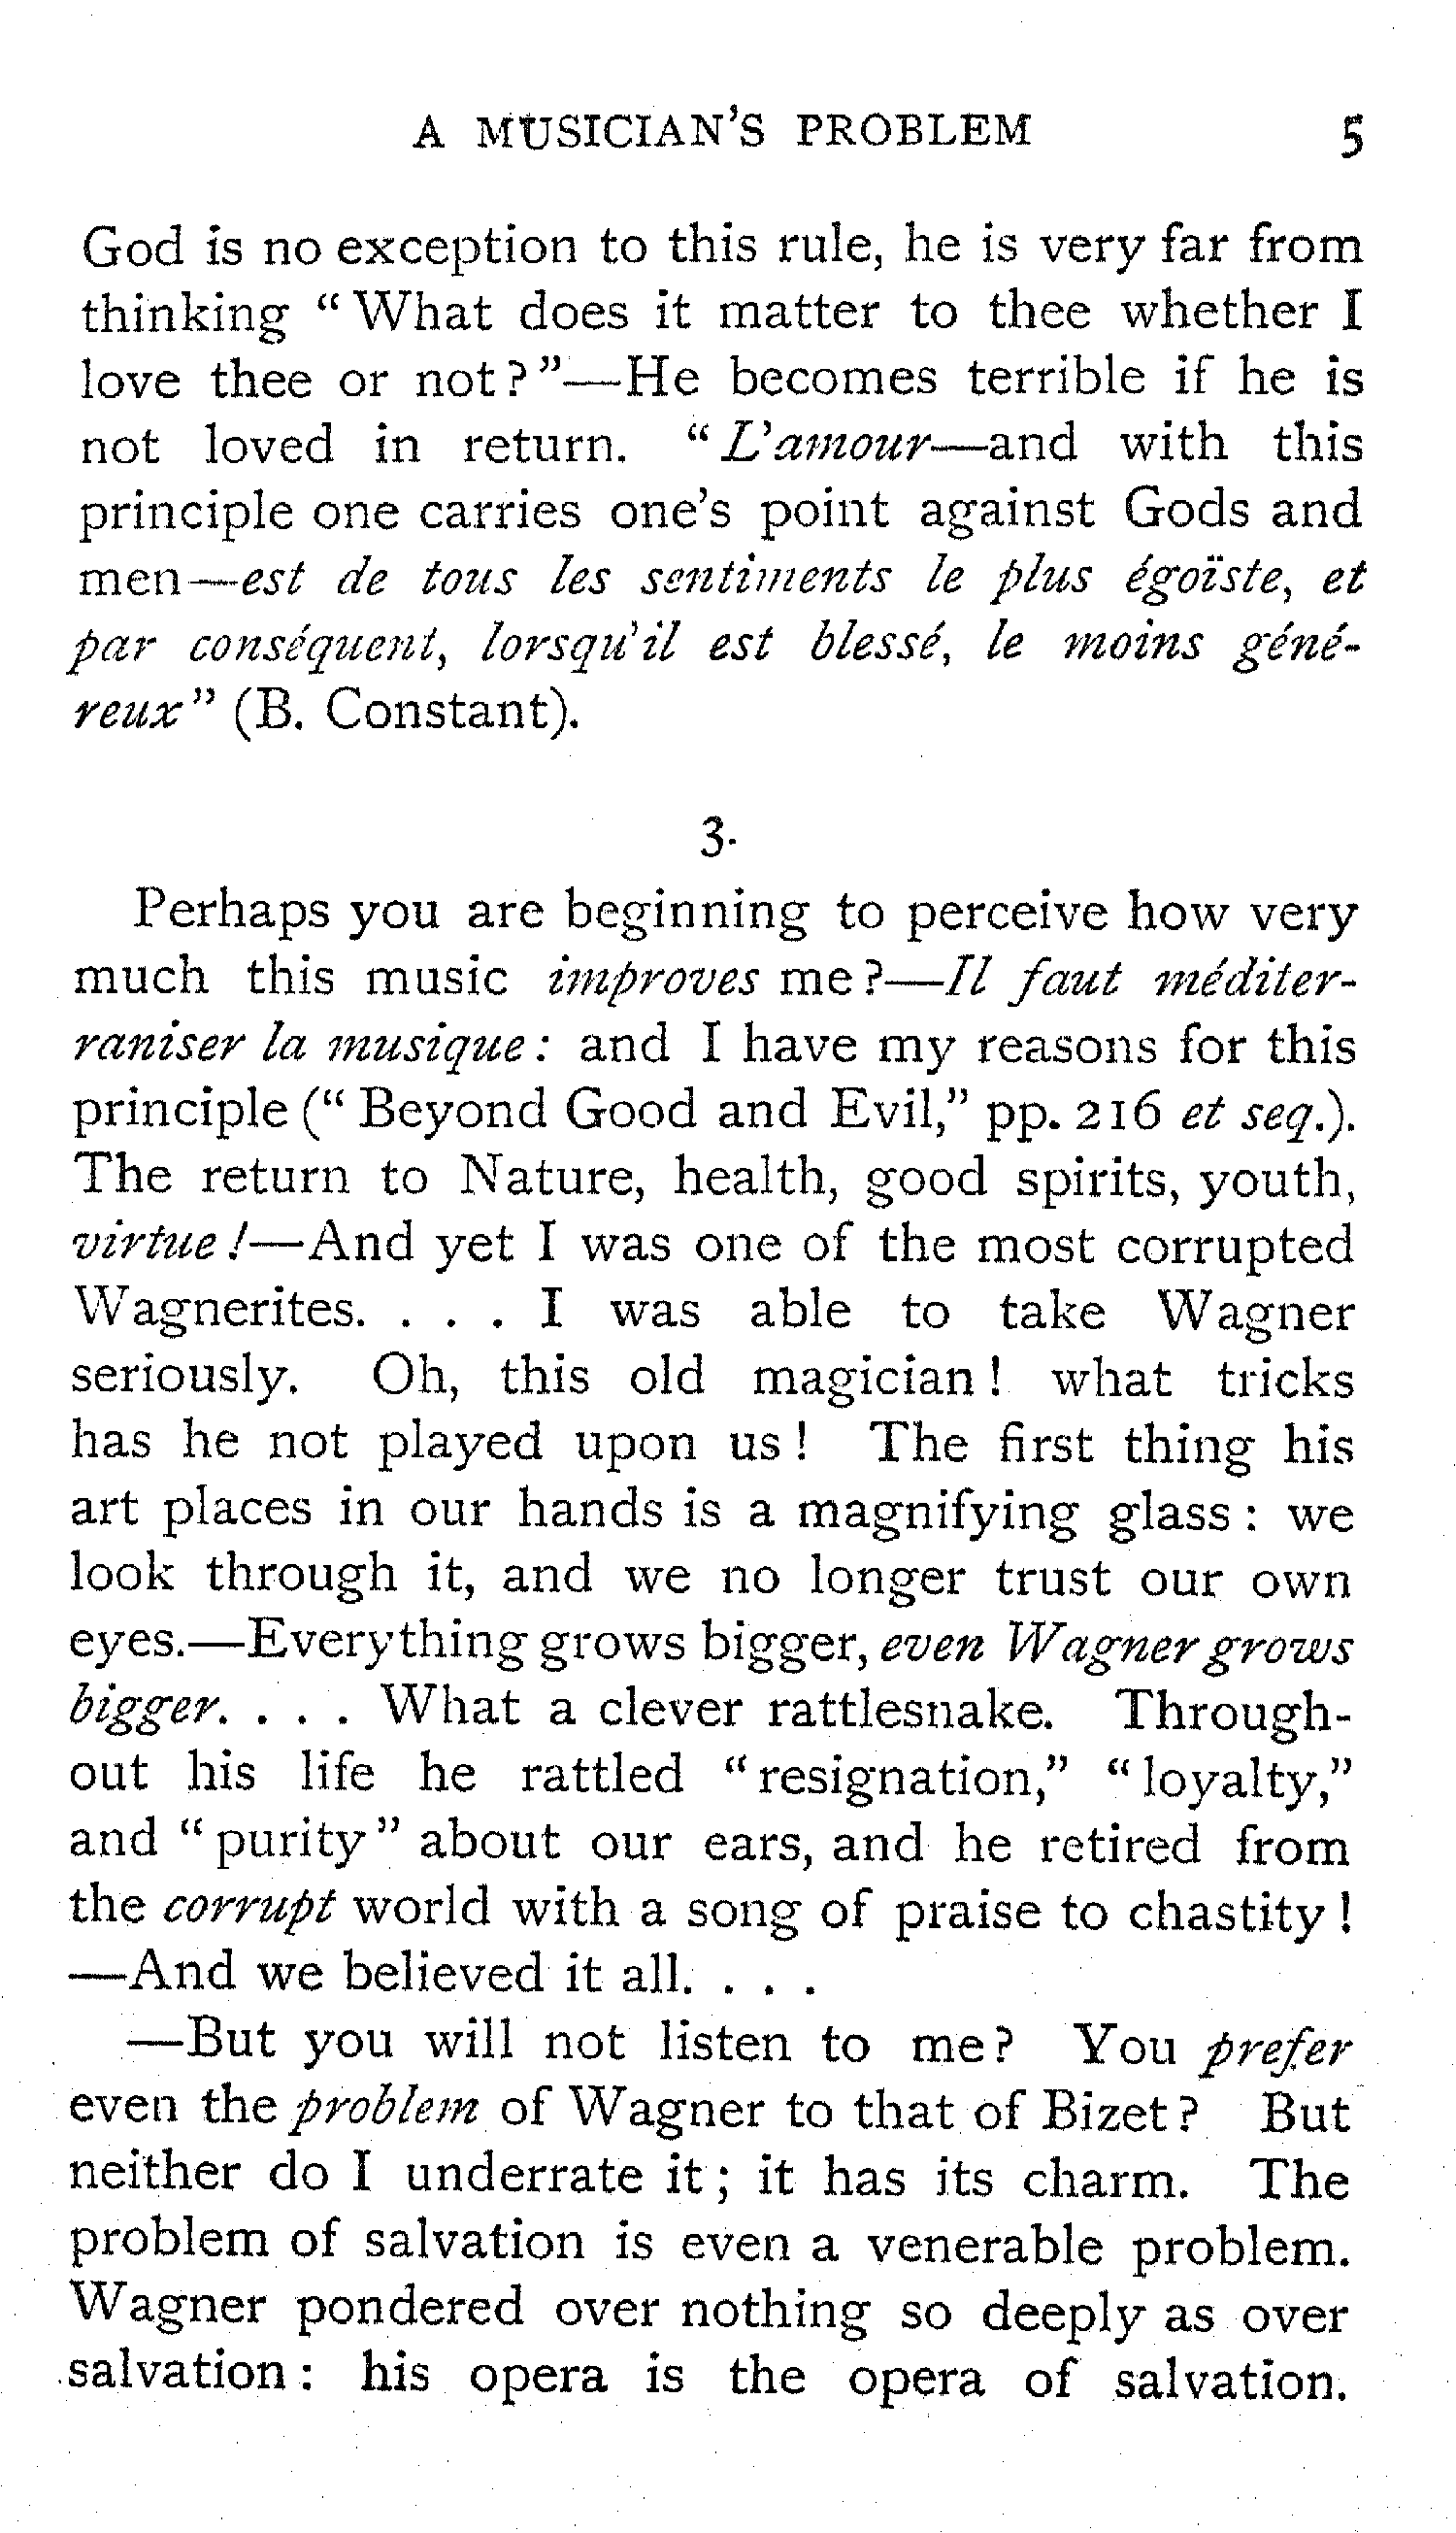 A MUSICIAN'S PROBLEM 5
God is no exception to this rule, he is very far from
thinking “What does it matter to thee whether I
love thee or not?”—He becomes terrible if he is
not loved in return. “L'amour—and with this
principle one carries one's point against Gods and
men—est de tous les sentiments le plus égoïste, et
par conséquent, lorsqu'il est blessé, le moins géné-
reux” (B. Constant).
3.
Perhaps you are beginning to perceive how very
much this music improves me?—Il faut méditer-
raniser la musique: and I have my reasons for this
principle (“Beyond Good and Evil,” pp. 216 et seq.).
The return to Nature, health, good spirits, youth,
virtue!—And yet I was one of the most corrupted
Wagnerites. . . . I was able to take Wagner
seriously. Oh, this old magician! what tricks
has he not played upon us! The first thing his
art places in our hands is a magnifying glass: we
look through it, and we no longer trust our own
eyes.—Everything grows bigger, even Wagner grows
bigger. . . . What a clever rattlesnake. Through-
out his life he rattled “resignation,” “loyalty,”
and “purity” about our ears, and he retired from
the corrupt world with a song of praise to chastity!
—And we believed it all. . . .
—But you will not listen to me? You prefer
even the problem of Wagner to that of Bizet? But
neither do I underrate it; it has its charm. The
problem of salvation is even a venerable problem.
Wagner pondered over nothing so deeply as over
salvation: his opera is the opera of salvation.